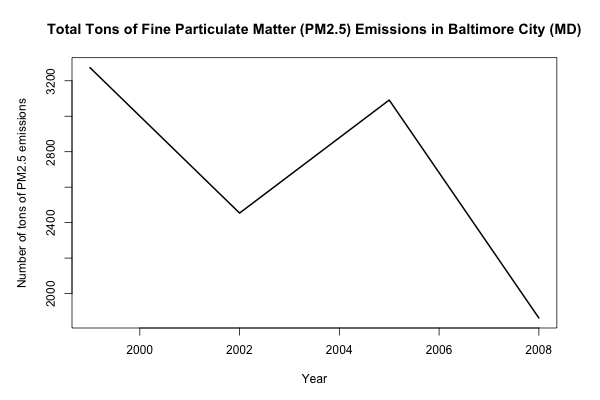 Total Tons of Fine Particulate Matter (PM2.5) Emissions in Baltimore City (MD)
Number of tons of PM2.5 emissions
3200
2800
2400
2000
2000 2002 2004 2006 2008
Year